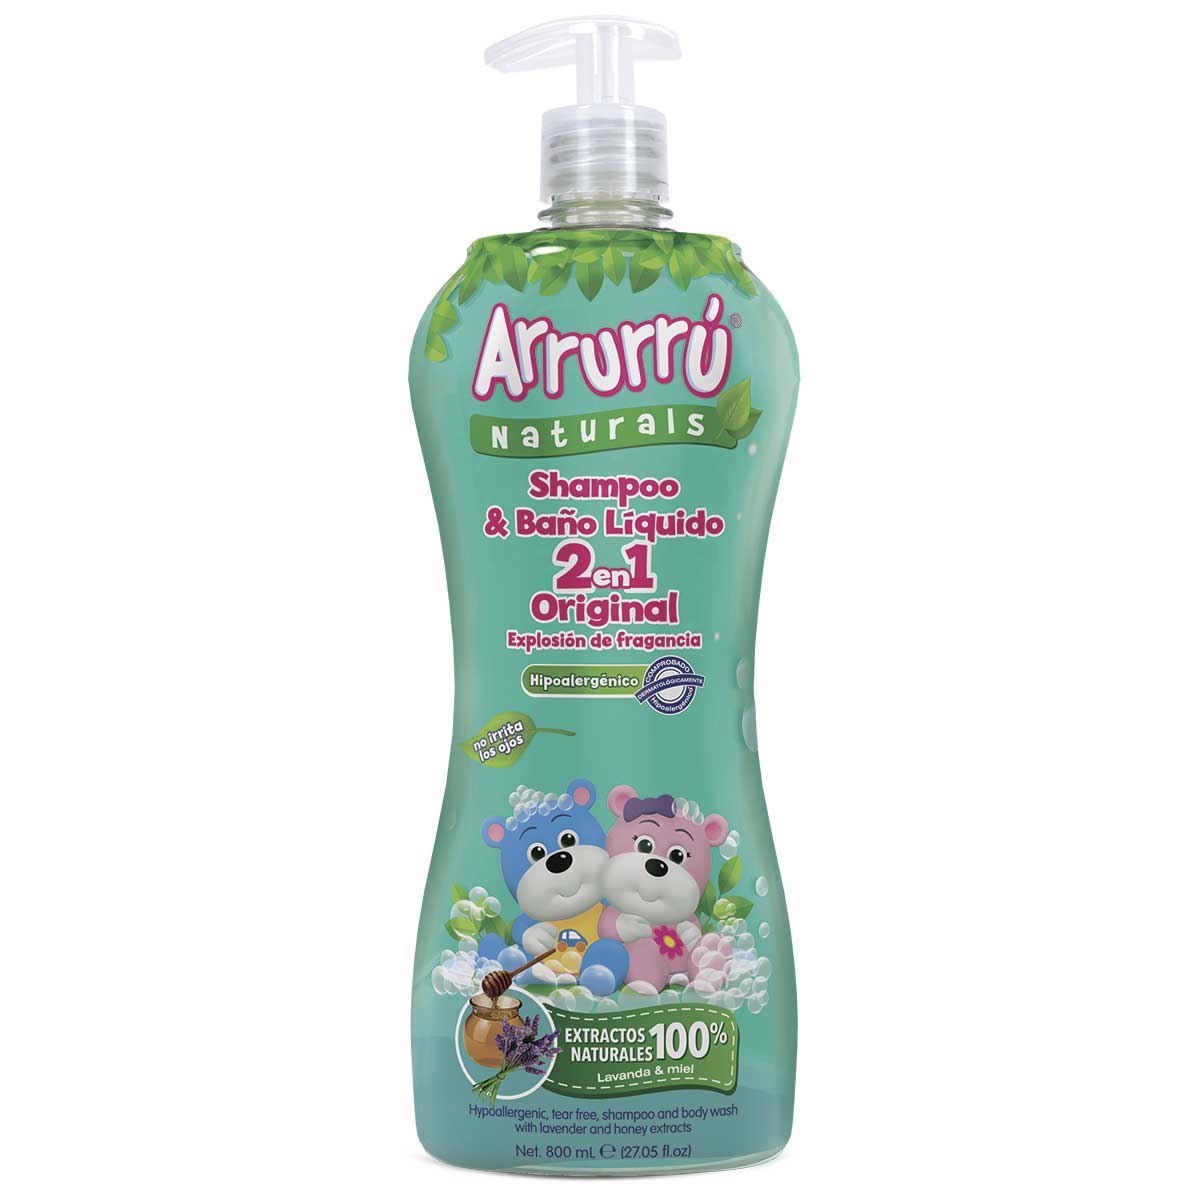 Arrurrú®
Naturals
Shampoo
& Baño Líquido
2en1
Original
Explosión de fragancia
Hipoalergénico
COMPROBADO
DERMATOLÓGICAMENTE
Hipoalergénico
no irrita
los ojos
EXTRACTOS
NATURALES 100%
Lavanda & miel
Hypoallergenic, tear free, shampoo and body wash
with lavender and honey extracts
Net. 800 mL ℮ (27.05 fl.oz)